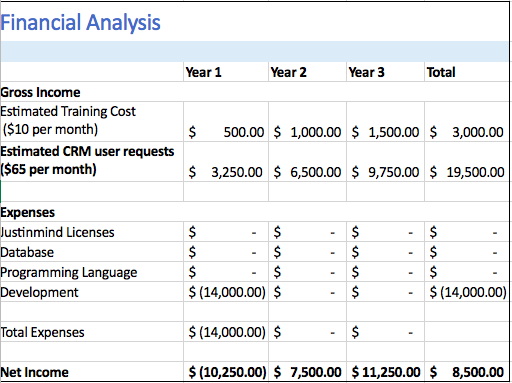 Financial Analysis
Year 1 Year 2 Year 3 Total
Gross Income
Estimated Training Cost
($10 per month) $ 500.00 $ 1,000.00 $ 1,500.00 $ 3,000.00
Estimated CRM user requests
($65 per month) $ 3,250.00 $ 6,500.00 $ 9,750.00 $ 19,500.00
Expenses
Justinmind Licenses $ - $ - $ - $ -
Database $ - $ - $ - $ -
Programming Language $ - $ - $ - $ -
Development $ (14,000.00) $ - $ - $ (14,000.00)
Total Expenses $ (14,000.00) $ - $ -
Net Income $ (10,250.00) $ 7,500.00 $ 11,250.00 $ 8,500.00